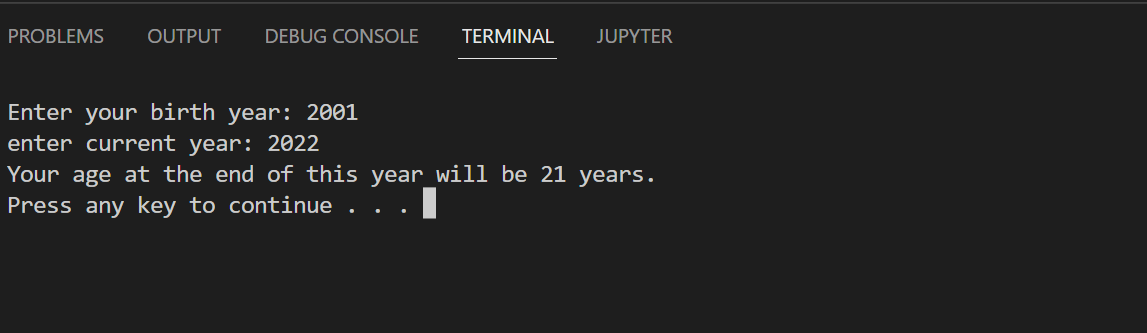 PROBLEMS OUTPUT DEBUG CONSOLE TERMINAL JUPYTER
Enter your birth year: 2001
enter current year: 2022
Your age at the end of this year will be 21 years.
Press any key to continue . . .